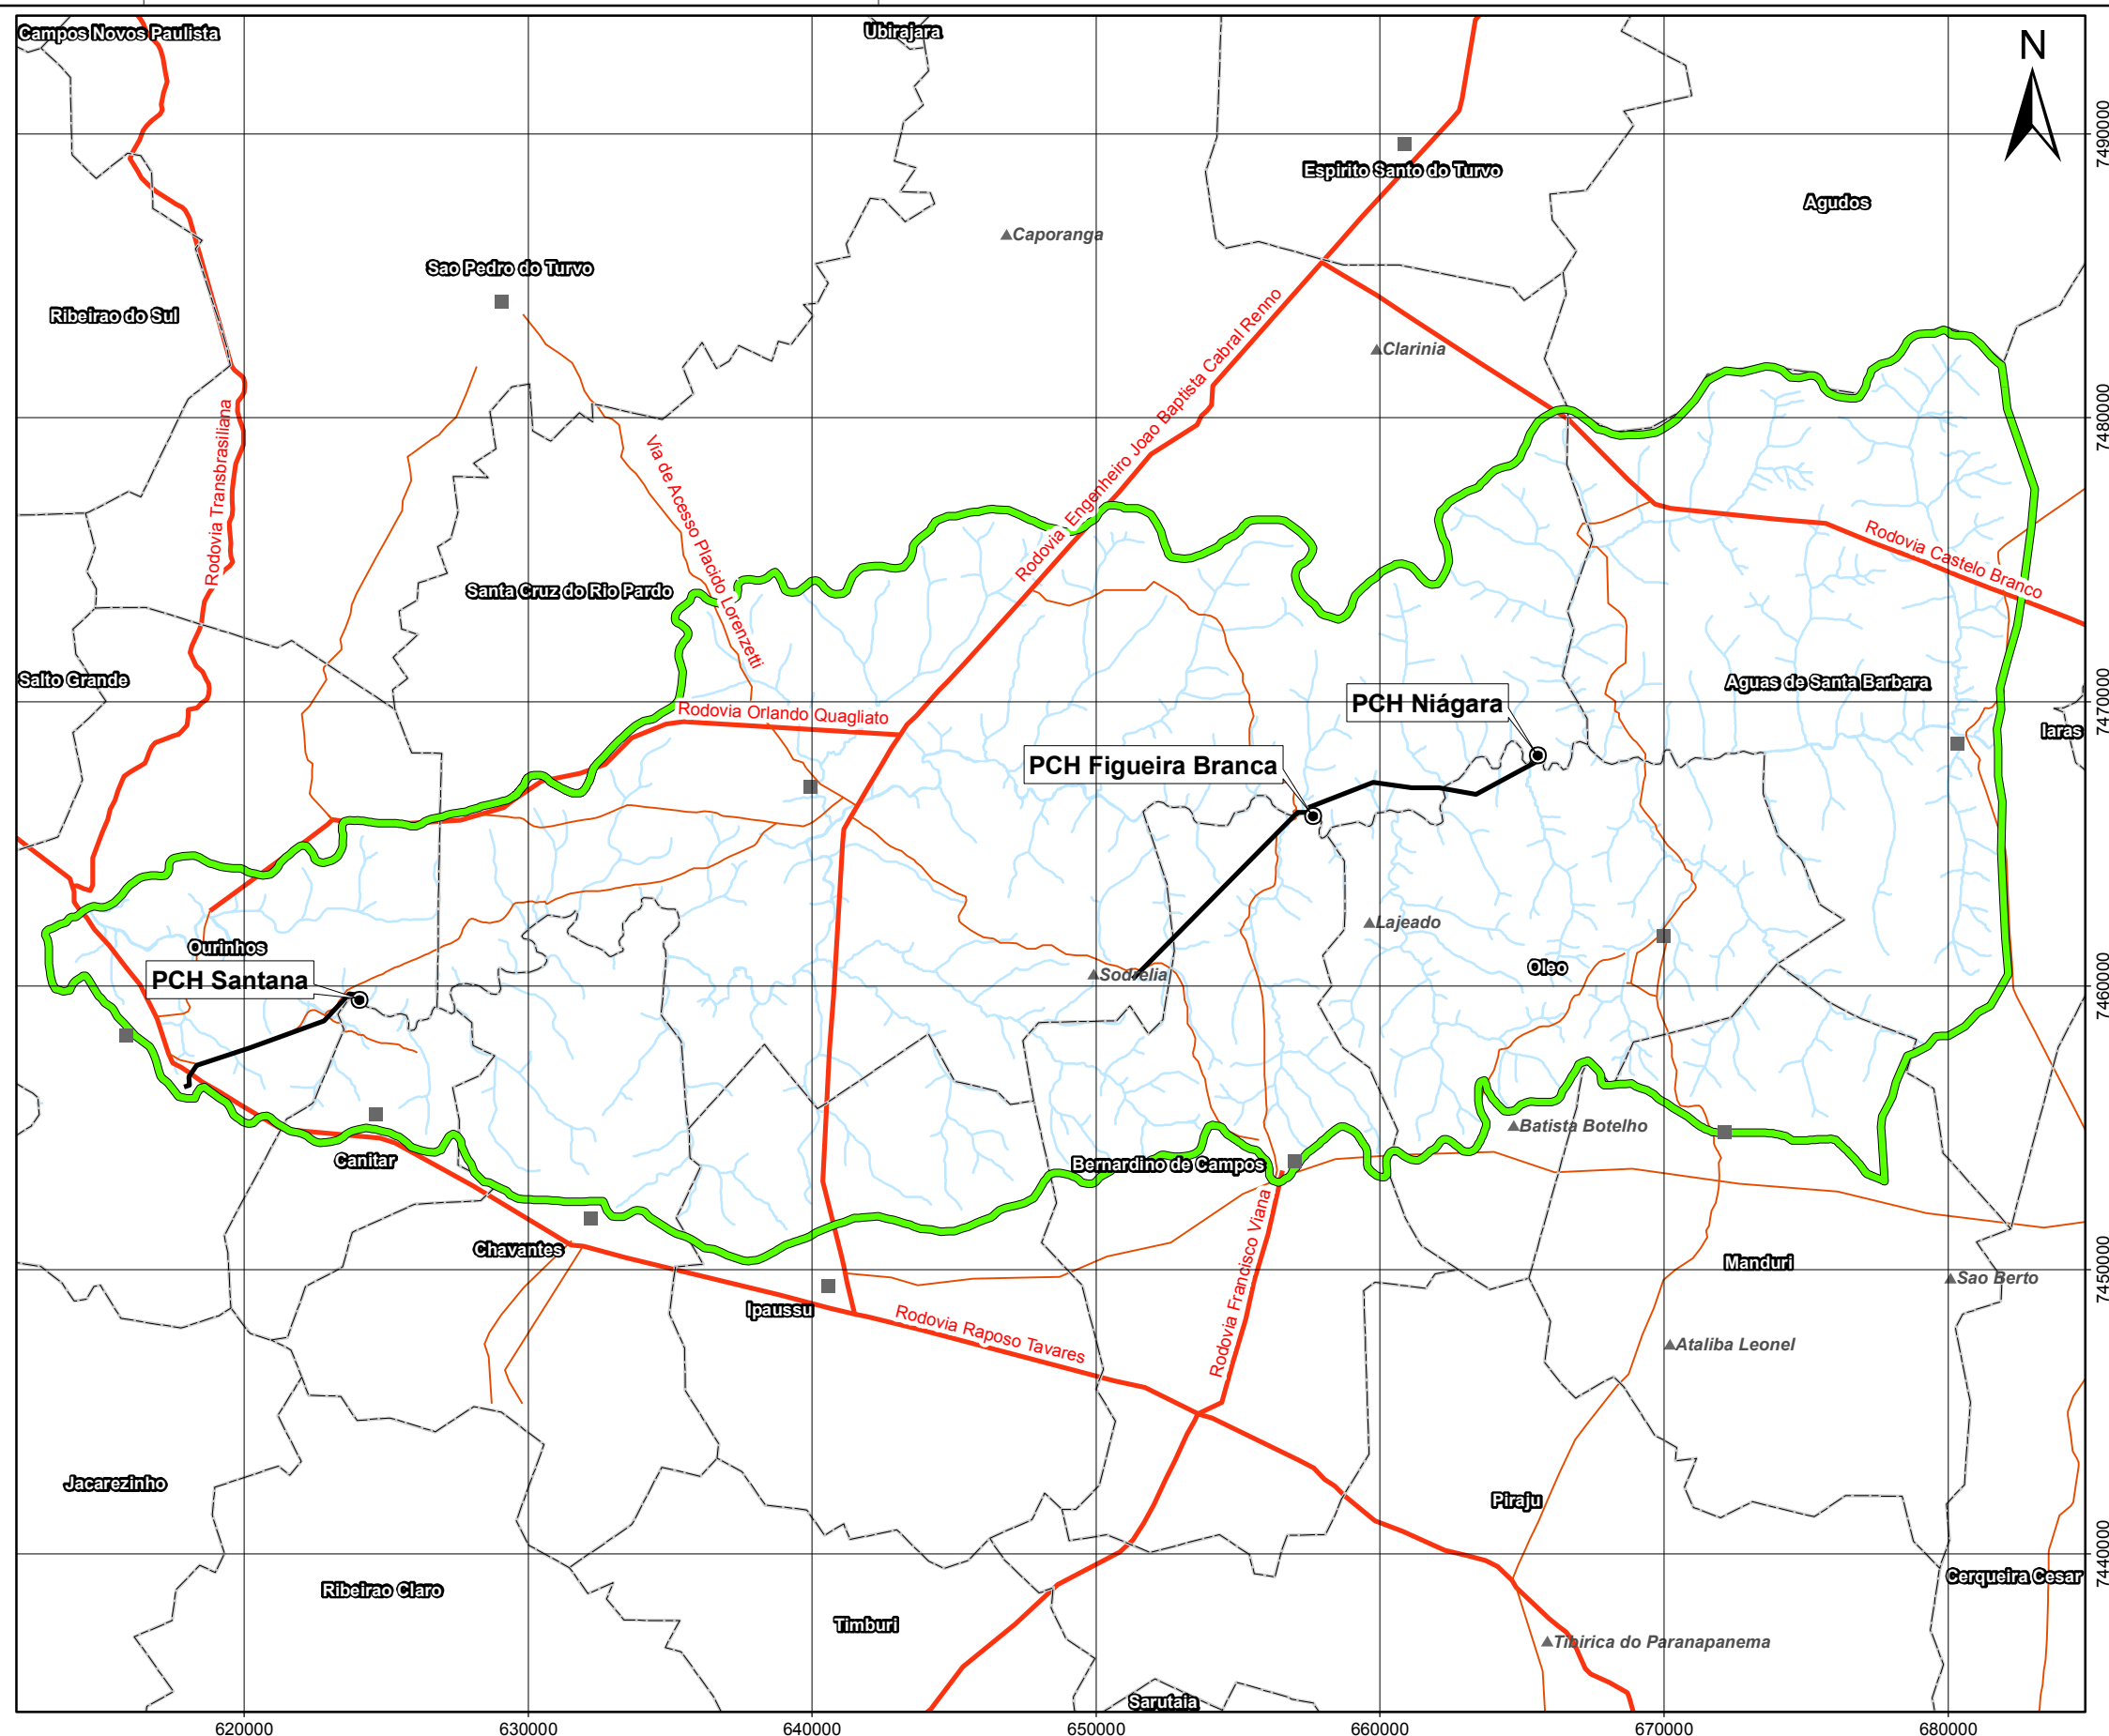 Campos Novos Paulista
Ubirajara
N
7490000
Espirito Santo do Turvo
Agudos
Caporanga
Sao Pedro do Turvo
Ribeirao do Sul
Clarinia
Rodovia Engenheiro Joao Baptista Cabral Renno
7480000
Rodovia Transbrasiliana
Via de Acesso Placido Lorenzetti
Rodovia Castelo Branco
Santa Cruz do Rio Pardo
Salto Grande
Aguas de Santa Barbara
7470000
PCH Niágara
Rodovia Orlando Quagliato
Iaras
PCH Figueira Branca
Lajeado
Ourinhos
Oleo
Sodrelia
PCH Santana
7460000
Batista Botelho
Canitar
Bernardino de Campos
Rodovia Francisco Viana
Chavantes
Manduri
7450000
Sao Berto
Ipaussu
Rodovia Raposo Tavares
Ataliba Leonel
Jacarezinho
Piraju
7440000
Cerqueira Cesar
Ribeirao Claro
Timburi
Tibirica do Paranapanema
Sarutaia
620000
630000
640000
650000
660000
670000
680000